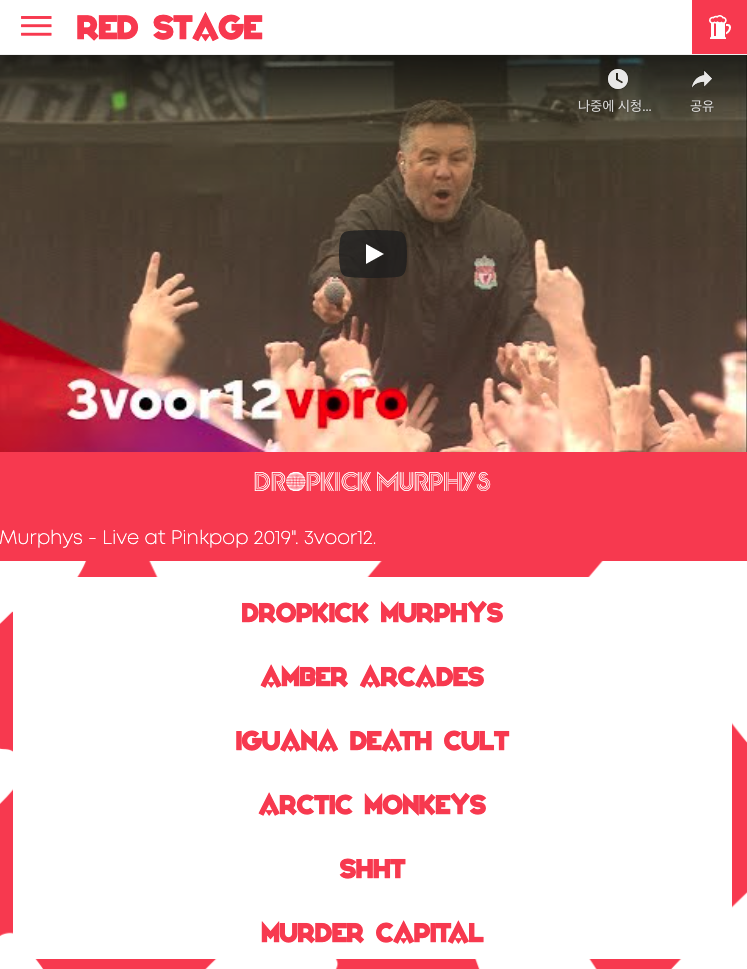 RED STAGE
나중에 시청...
공유
3voor12vpro
DROPKICK MURPHYS
Murphys - Live at Pinkpop 2019". 3voor12.
DROPKICK MURPHYS
AMBER ARCADES
IGUANA DEATH CULT
ARCTIC MONKEYS
SHHT
MURDER CAPITAL